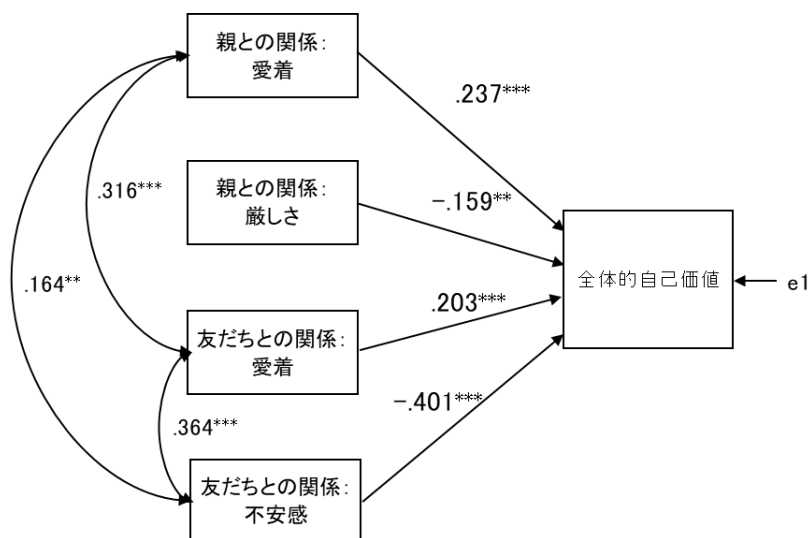 親との関係：
愛着
.237***
親との関係：
厳しさ
.316***
-.159**
全体的自己価値
e1
.164**
.203***
友だちとの関係：
愛着
-.401***
.364***
友だちとの関係：
不安感